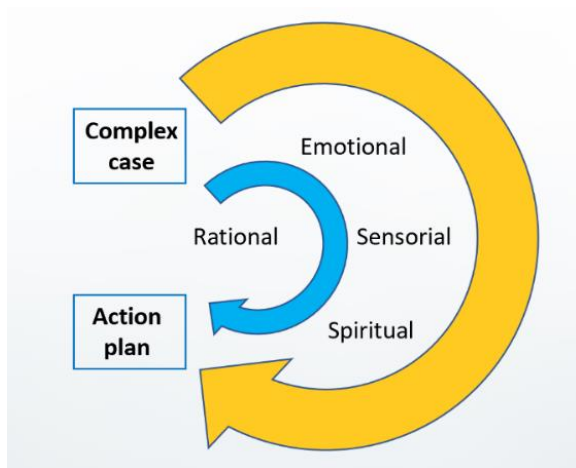 Complex
case
Emotional
Rational
Sensorial
Action
plan
Spiritual